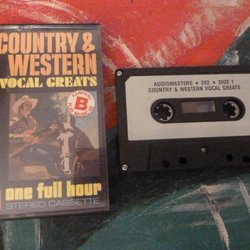 COUNTRY &
WESTERN
VOCAL GREATS
B
one full hour
STEREO CASSETTE
AUDIOMASTERS • 202 • SIDE 1
COUNTRY & WESTERN VOCAL GREATS